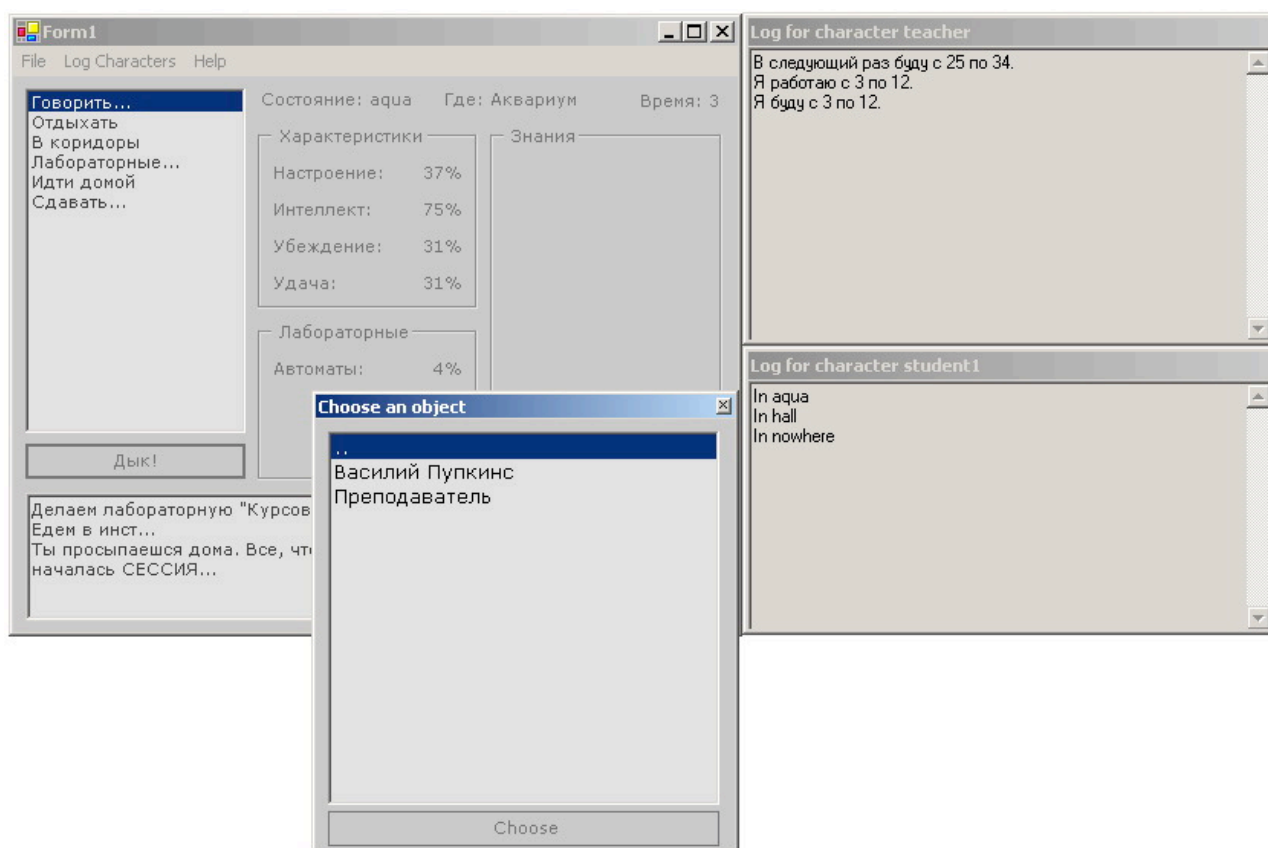 Form1
File Log Characters Help
Говорить...
Отдыхать
В коридоры
Лабораторные...
Идти домой
Сдавать...
Дык!
Состояние: aqua Где: Аквариум Время: 3
Характеристики
Настроение: 37%
Интеллект: 75%
Убеждение: 31%
Удача: 31%
Знания
Лабораторные
Автоматы: 4%
Делаем лабораторную "Курсов
Едем в инст...
Ты просыпаешся дома. Все, чт
началась СЕССИЯ...
Choose an object
..
Василий Пупкинс
Преподаватель
Choose
Log for character teacher
В следующий раз буду с 25 по 34.
Я работаю с 3 по 12.
Я буду с 3 по 12.
Log for character student1
In aqua
In hall
In nowhere